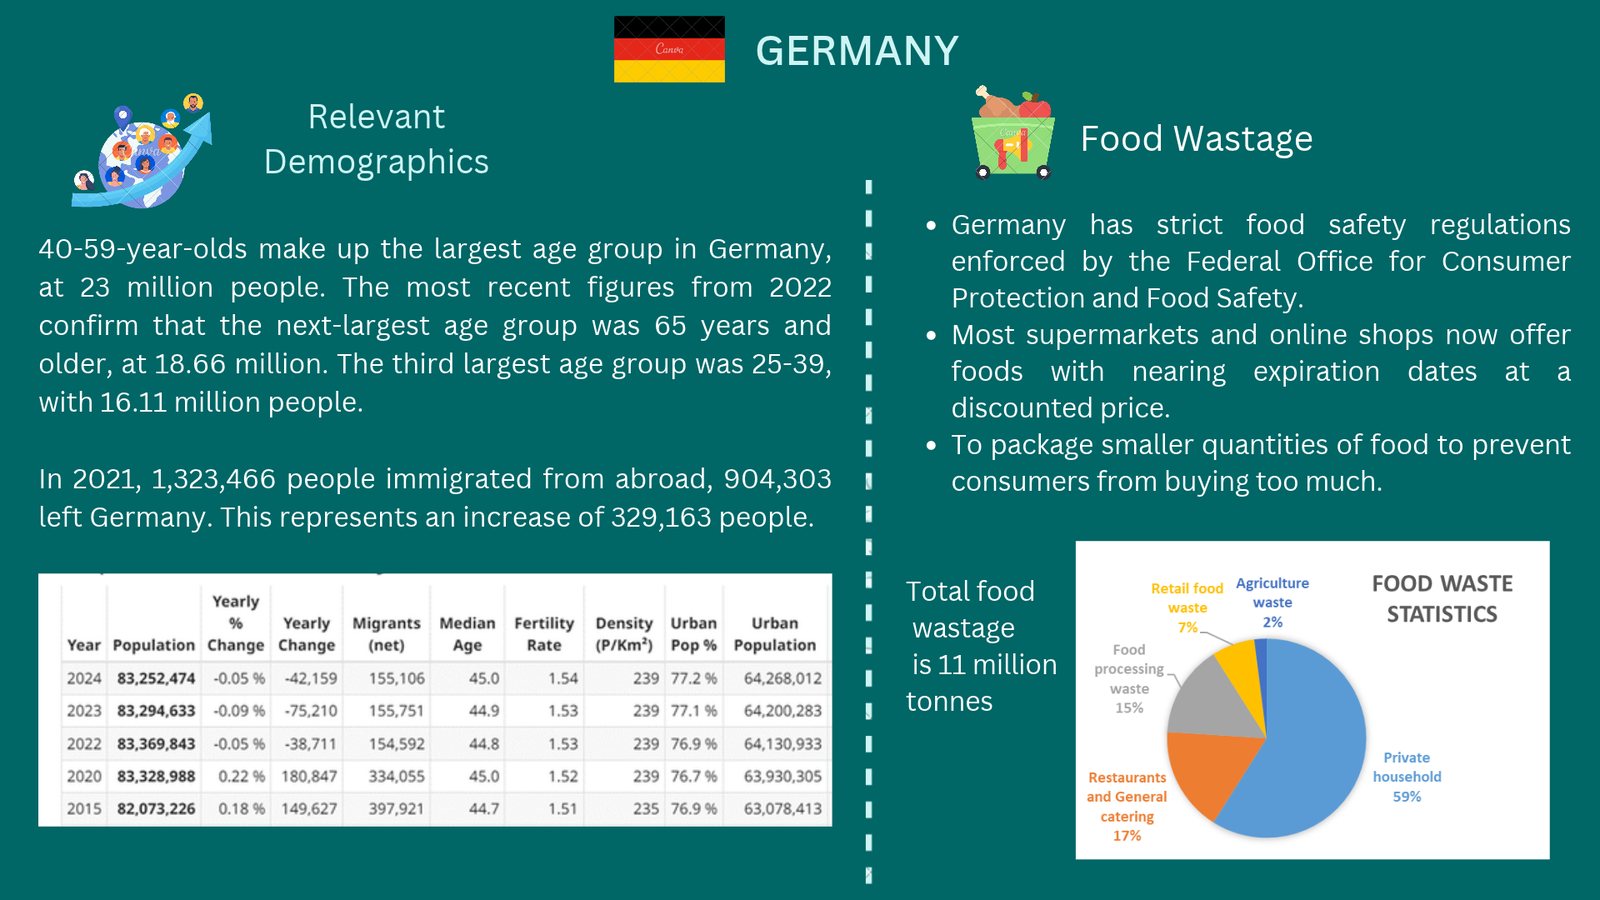 GERMANY
Canva
Relevant
Demographics
40-59-year-olds make up the largest age group in Germany,
at 23 million people. The most recent figures from 2022
confirm that the next-largest age group was 65 years and
older, at 18.66 million. The third largest age group was 25-39,
with 16.11 million people.
In 2021, 1,323,466 people immigrated from abroad, 904,303
left Germany. This represents an increase of 329,163 people.
Year Population Yearly % Change Yearly Change Migrants (net) Median Age Fertility Rate Density (P/Km²) Urban Pop % Urban Population
2024 83,252,474 -0.05 % -42,159 155,106 45.0 1.54 239 77.2 % 64,268,012
2023 83,294,633 -0.09 % -75,210 155,751 44.9 1.53 239 77.1 % 64,200,283
2022 83,369,843 -0.05 % -38,711 154,592 44.8 1.53 239 76.9 % 64,130,933
2020 83,328,988 0.22 % 180,847 334,055 45.0 1.52 239 76.7 % 63,930,305
2015 82,073,226 0.18 % 149,627 397,921 44.7 1.51 235 76.9 % 63,078,413
Food Wastage
• Germany has strict food safety regulations
enforced by the Federal Office for Consumer
Protection and Food Safety.
• Most supermarkets and online shops now offer
foods with nearing expiration dates at a
discounted price.
• To package smaller quantities of food to prevent
consumers from buying too much.
Total food
wastage
is 11 million
tonnes
FOOD WASTE
STATISTICS
Retail food
waste
7%
Agriculture
waste
2%
Food
processing
waste
15%
Restaurants
and General
catering
17%
Private
household
59%